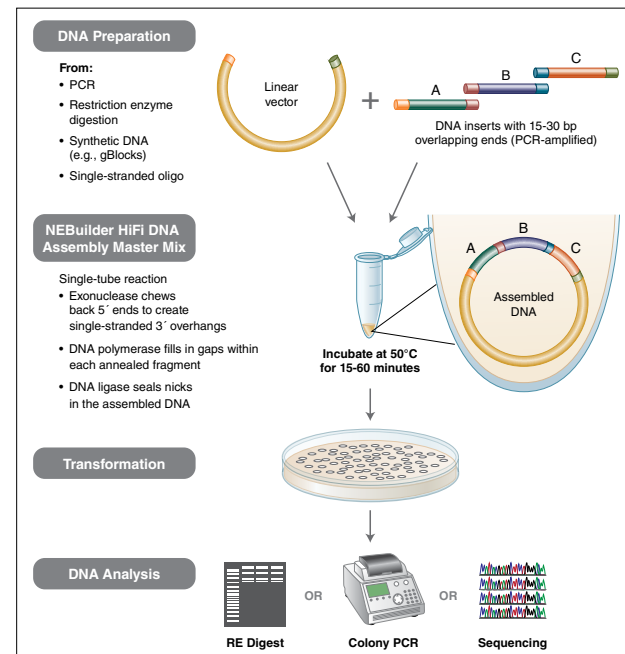 DNA Preparation
From:
• PCR
• Restriction enzyme
digestion
• Synthetic DNA
(e.g., gBlocks)
• Single-stranded oligo
Linear
vector
+
A
B
C
DNA inserts with 15-30 bp
overlapping ends (PCR-amplified)
NEBuilder HiFi DNA
Assembly Master Mix
Single-tube reaction
• Exonuclease chews
back 5´ ends to create
single-stranded 3´ overhangs
• DNA polymerase fills in gaps within
each annealed fragment
• DNA ligase seals nicks
in the assembled DNA
Incubate at 50°C
for 15-60 minutes
A
B
C
Assembled
DNA
Transformation
DNA Analysis
RE Digest
OR
Colony PCR
OR
Sequencing